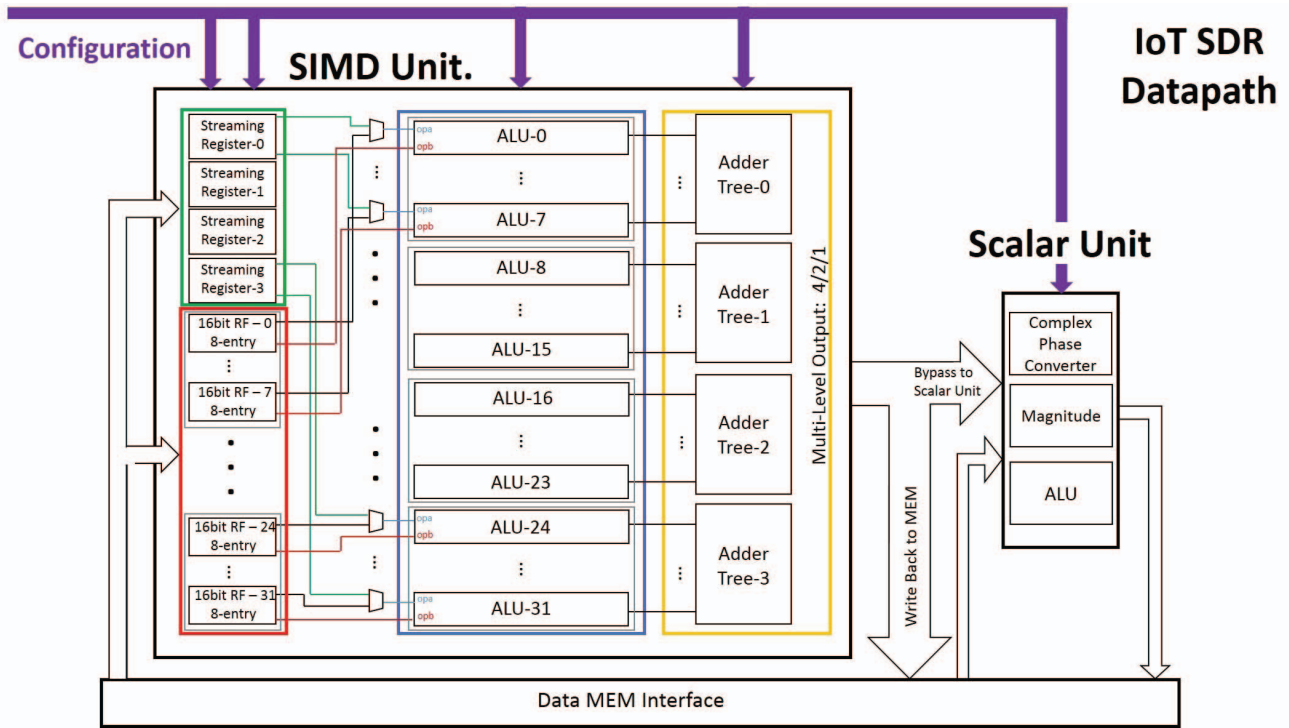 Configuration
SIMD Unit.
IoT SDR
Datapath
Streaming
Register-0
Streaming
Register-1
Streaming
Register-2
Streaming
Register-3
16bit RF – 0
8-entry
16bit RF – 7
8-entry
16bit RF – 24
8-entry
16bit RF – 31
8-entry
opa
opb
ALU-0
opa
opb
ALU-7
ALU-8
ALU-15
ALU-16
ALU-23
opa
opb
ALU-24
opa
opb
ALU-31
Adder
Tree-0
Adder
Tree-1
Adder
Tree-2
Adder
Tree-3
Multi-Level Output: 4/2/1
Bypass to
Scalar Unit
Write Back to MEM
Scalar Unit
Complex
Phase
Converter
Magnitude
ALU
Data MEM Interface